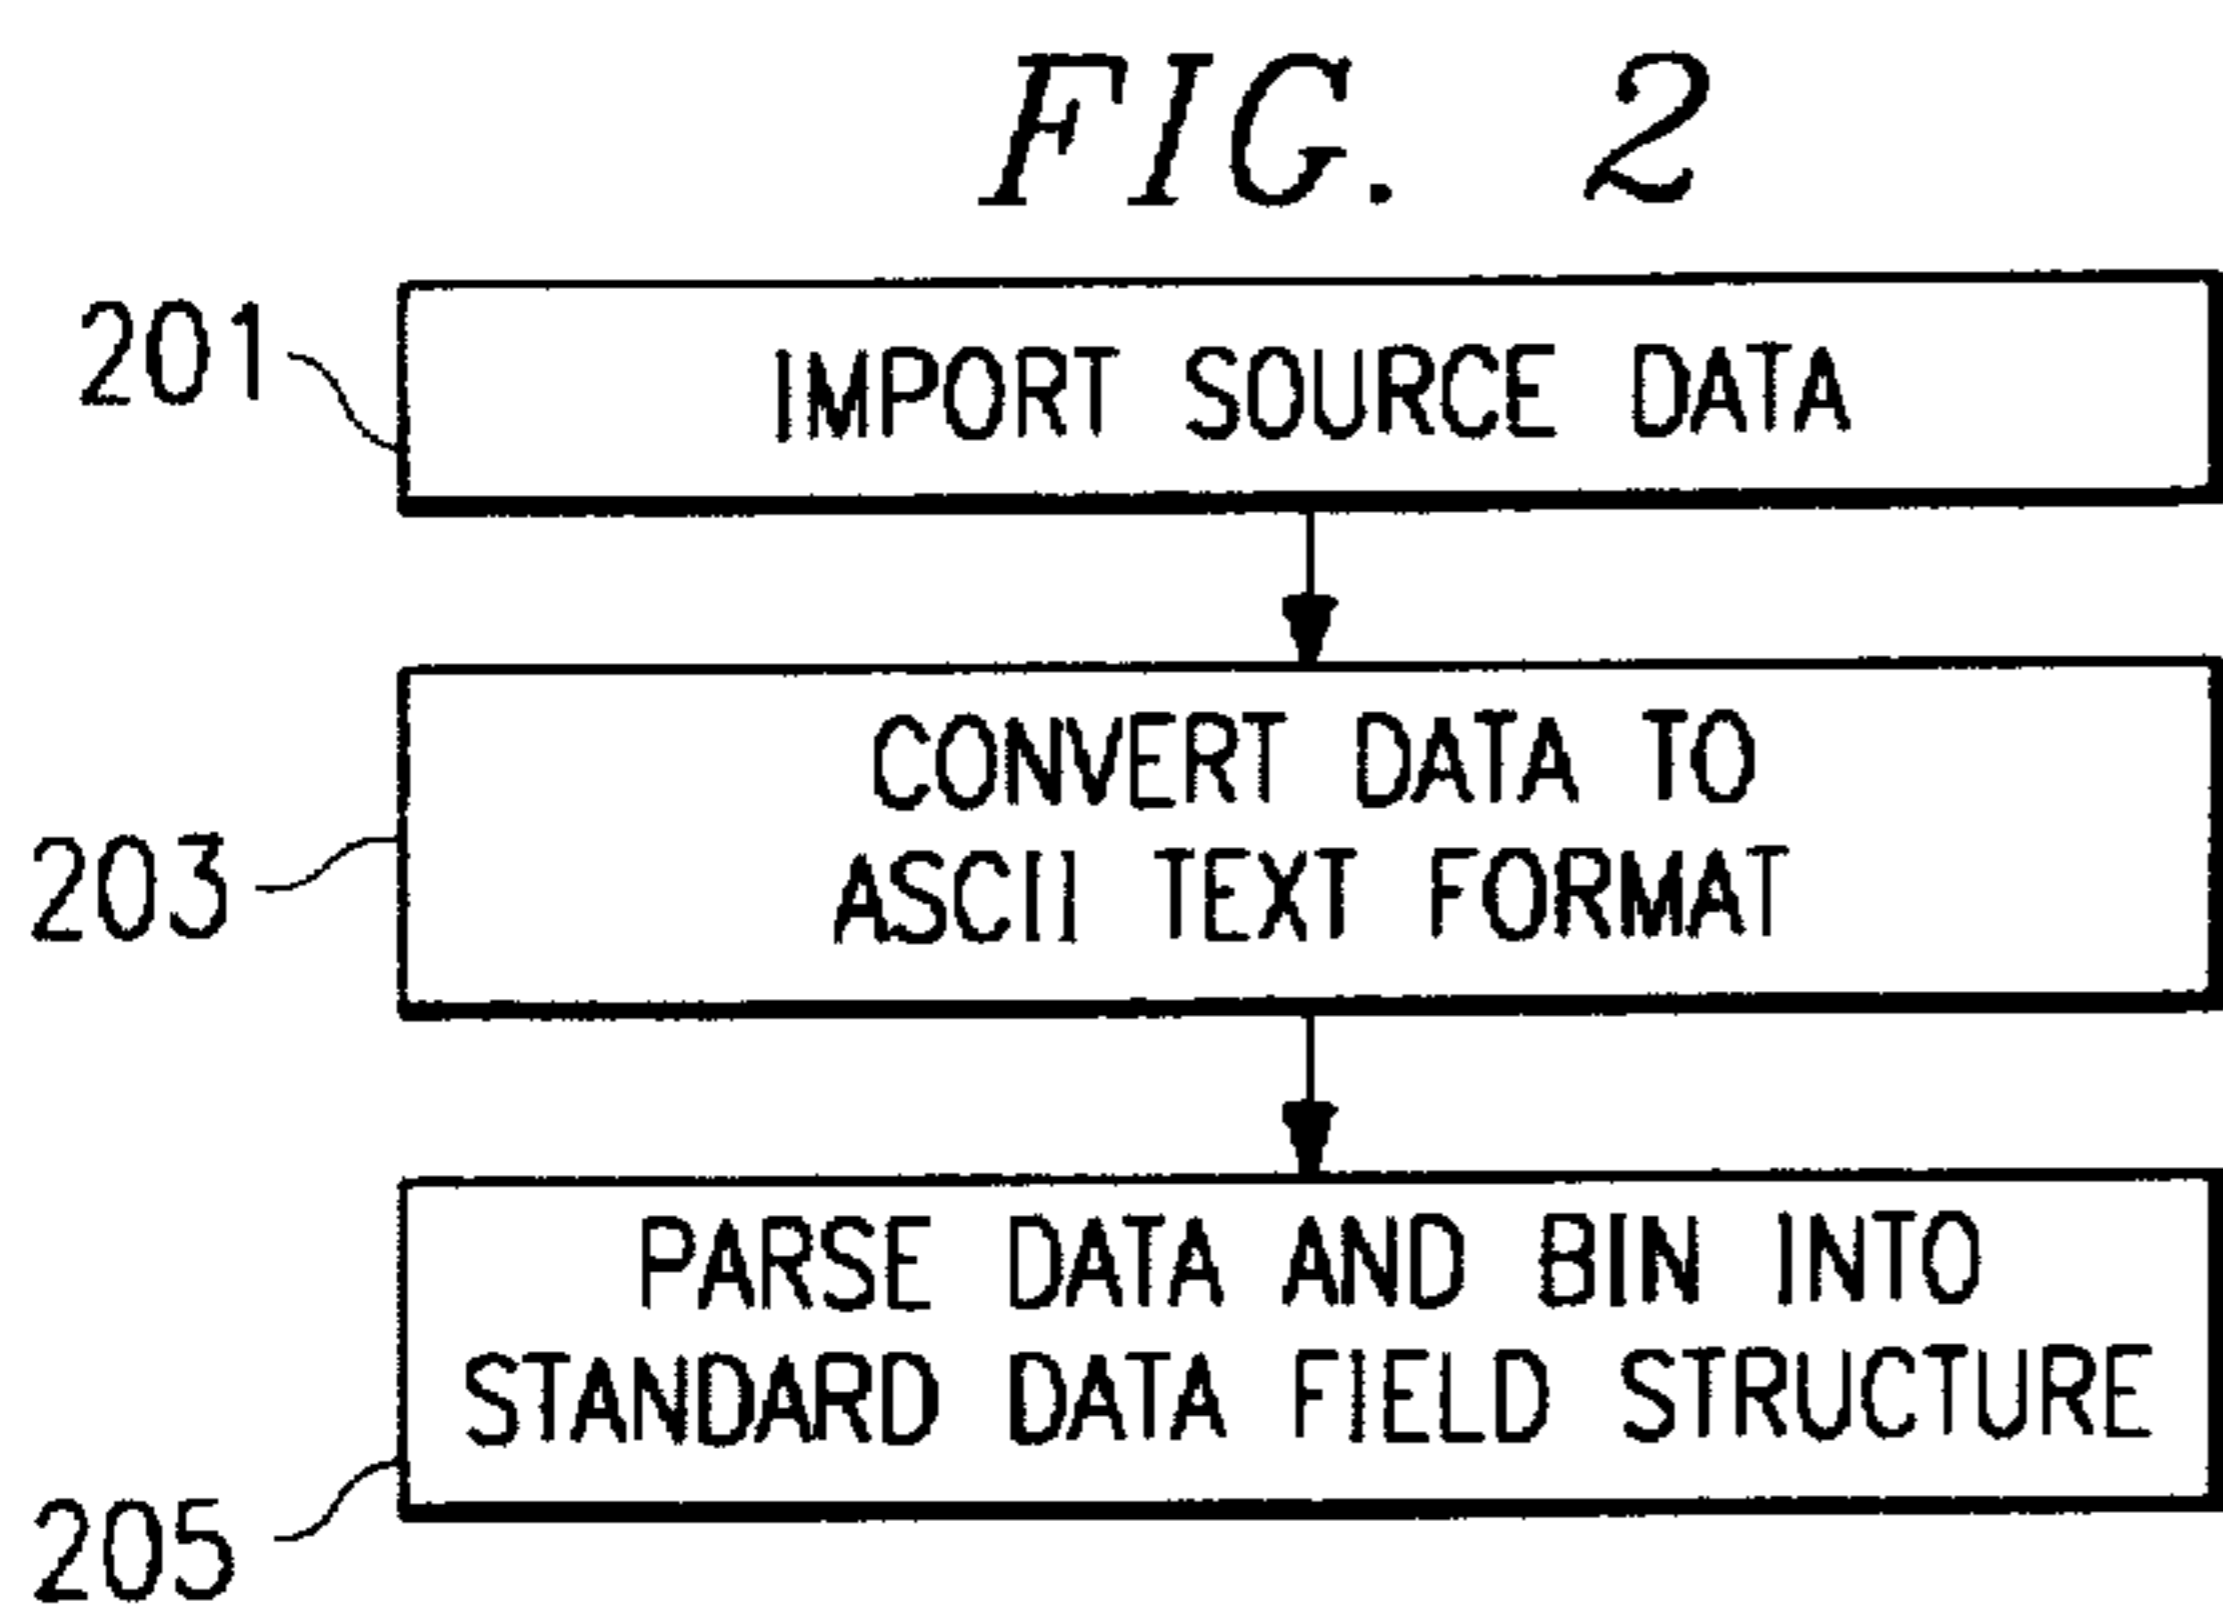 FIG. 2
201
IMPORT SOURCE DATA
203
CONVERT DATA TO
ASCII TEXT FORMAT
205
PARSE DATA AND BIN INTO
STANDARD DATA FIELD STRUCTURE